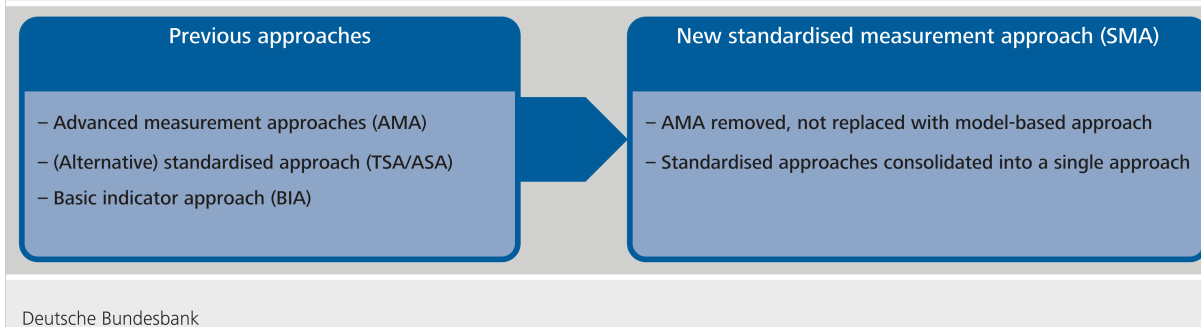 Previous approaches
– Advanced measurement approaches (AMA)
– (Alternative) standardised approach (TSA/ASA)
– Basic indicator approach (BIA)
New standardised measurement approach (SMA)
– AMA removed, not replaced with model-based approach
– Standardised approaches consolidated into a single approach
Deutsche Bundesbank